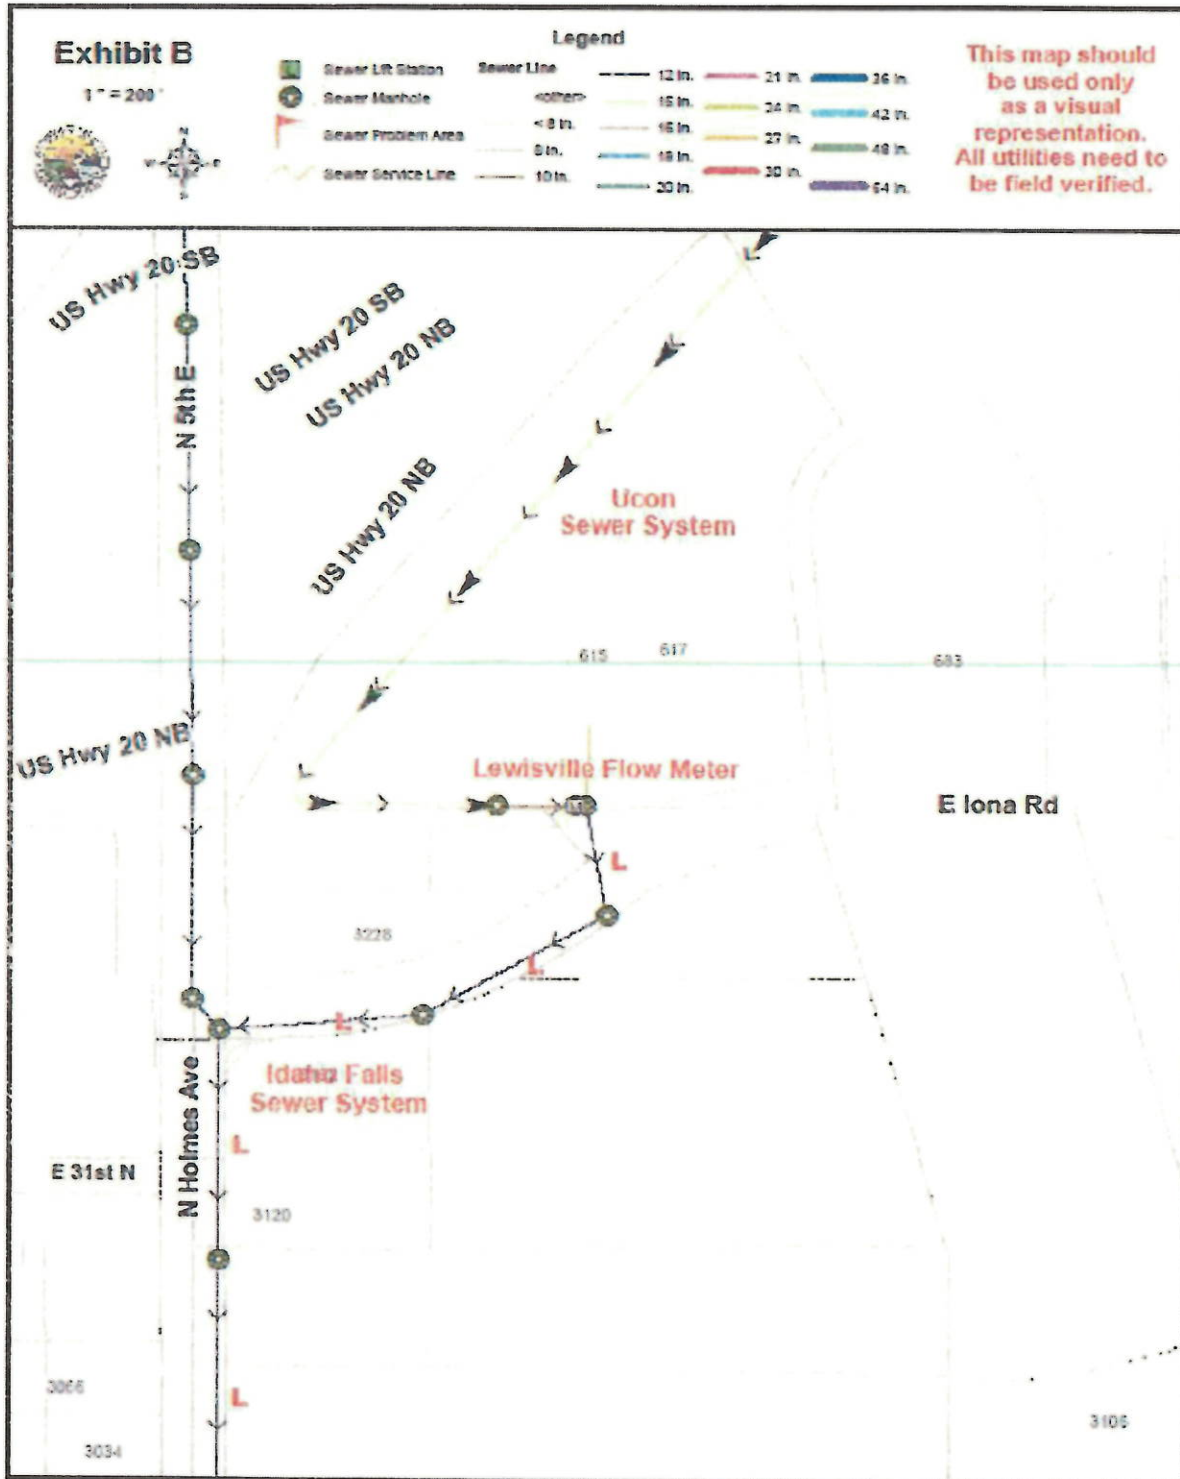 Exhibit B
1" = 200'
N
W
E
S
Legend
Sewer Lift Station
Sewer Manhole
Sewer Problem Area
Sewer Service Line
Sewer Line
<other>
< 8 in.
8 in.
10 in.
12 in.
15 in.
16 in.
18 in.
20 in.
21 in.
24 in.
27 in.
30 in.
36 in.
42 in.
48 in.
54 in.
This map should
be used only
as a visual
representation.
All utilities need to
be field verified.
US Hwy 20 SB
US Hwy 20 SB
US Hwy 20 NB
N 5th E
US Hwy 20 NB
Ucon
Sewer System
615
617
683
US Hwy 20 NB
Lewisville Flow Meter
M
E Iona Rd
L
3228
L
L
Idaho Falls
Sewer System
N Holmes Ave
L
E 31st N
3120
L
3066
3034
3105